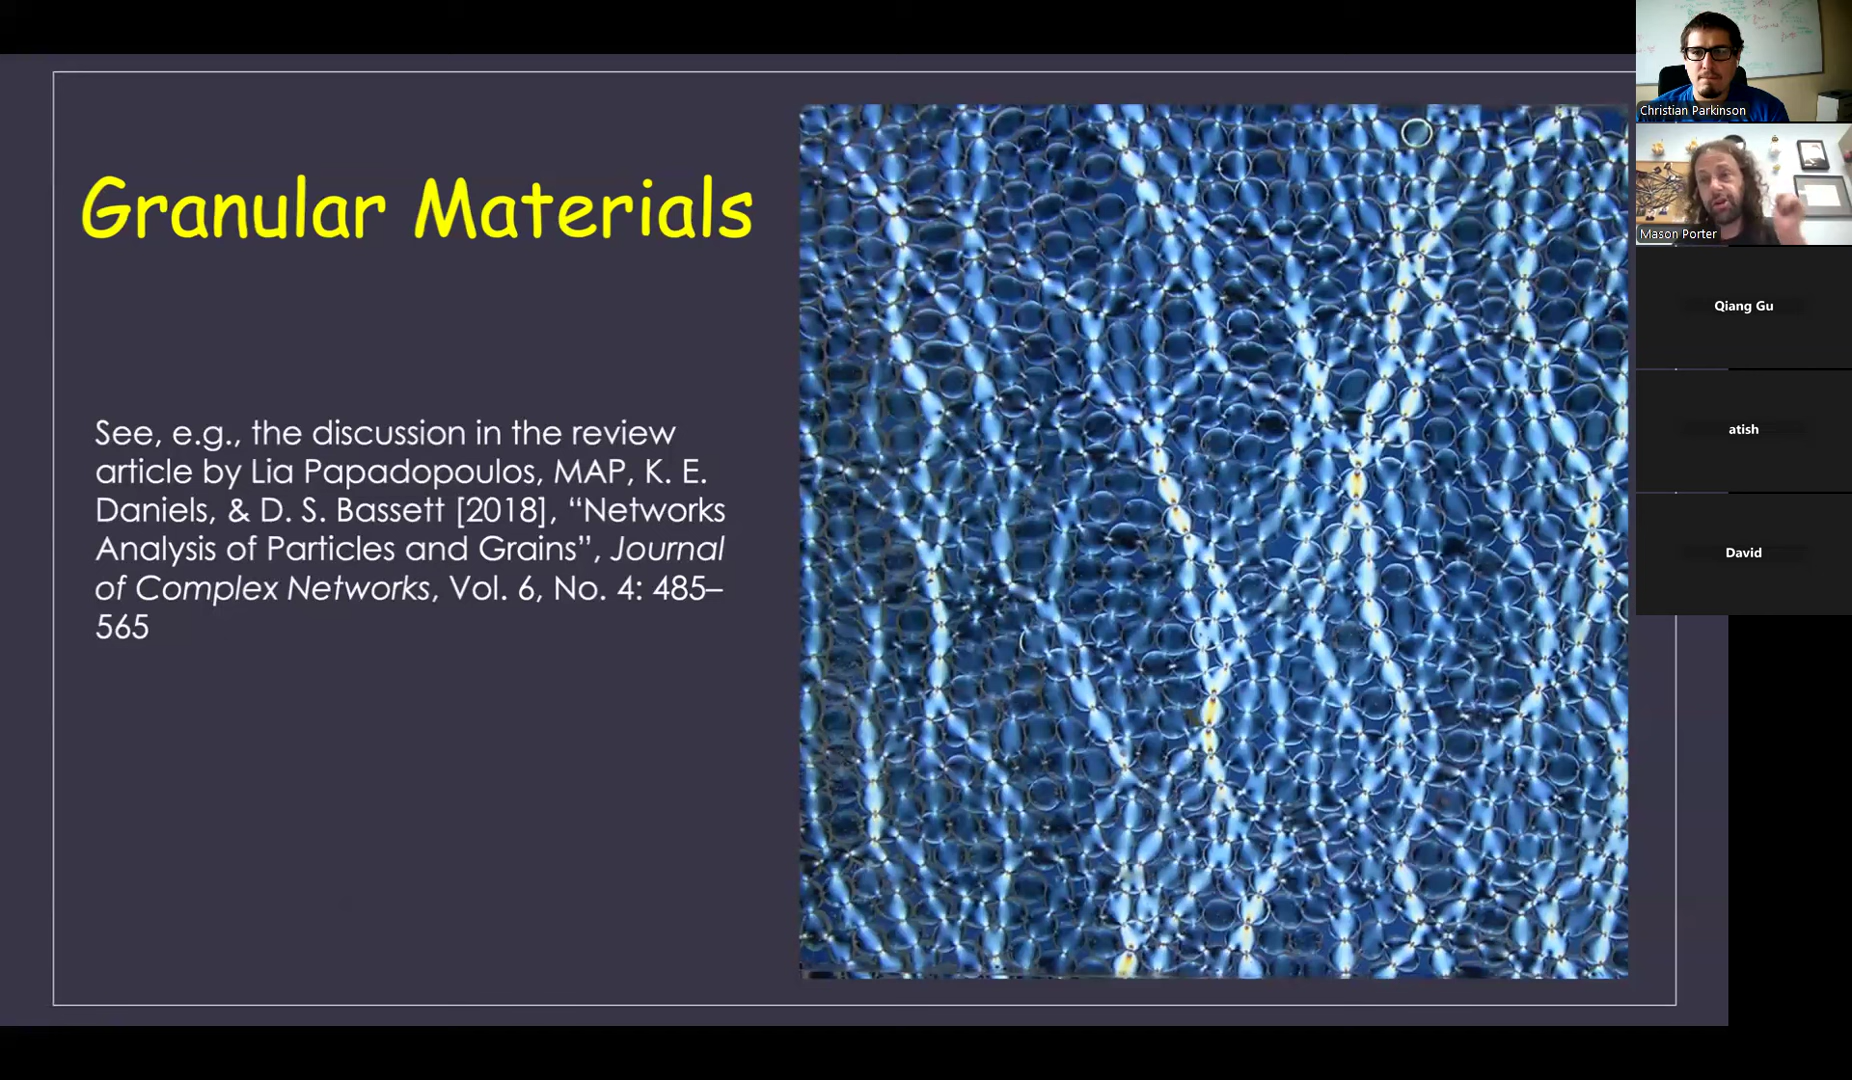 Granular Materials
See, e.g., the discussion in the review
article by Lia Papadopoulos, MAP, K. E.
Daniels, & D. S. Bassett [2018], “Networks
Analysis of Particles and Grains”, Journal
of Complex Networks, Vol. 6, No. 4: 485–
565
Christian Parkinson
Mason Porter
Qiang Gu
atish
David